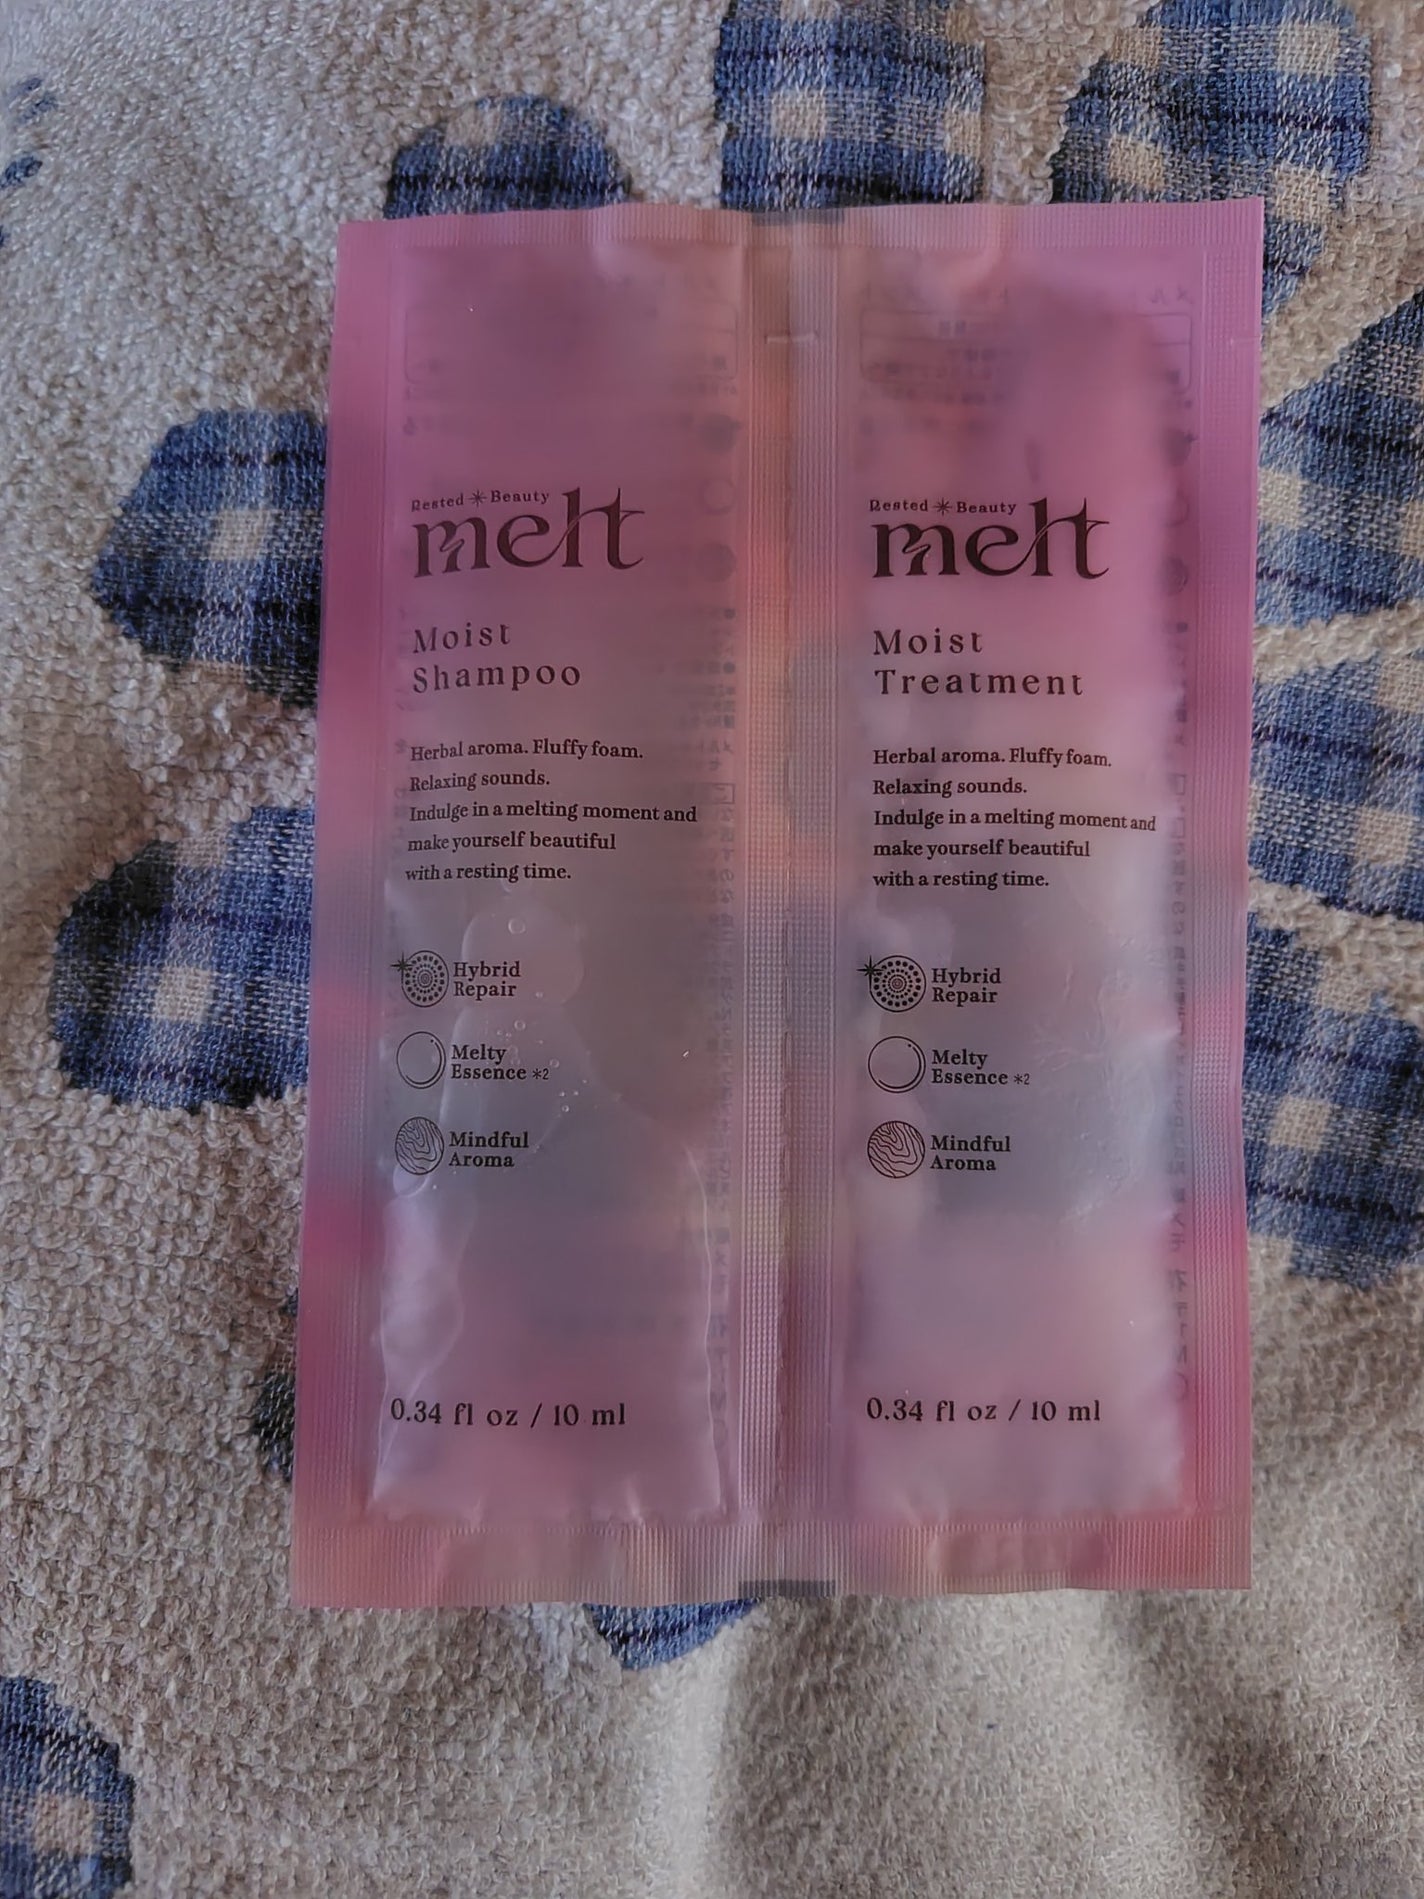 Rested Beauty
melt
Moist
Shampoo
Herbal aroma. Fluffy foam.
Relaxing sounds.
Indulge in a melting moment and
make yourself beautiful
with a resting time.
Hybrid
Repair
Melty
Essence *2
Mindful
Aroma
0.34 fl oz / 10 ml
Rested Beauty
melt
Moist
Treatment
Herbal aroma. Fluffy foam.
Relaxing sounds.
Indulge in a melting moment and
make yourself beautiful
with a resting time.
Hybrid
Repair
Melty
Essence *2
Mindful
Aroma
0.34 fl oz / 10 ml